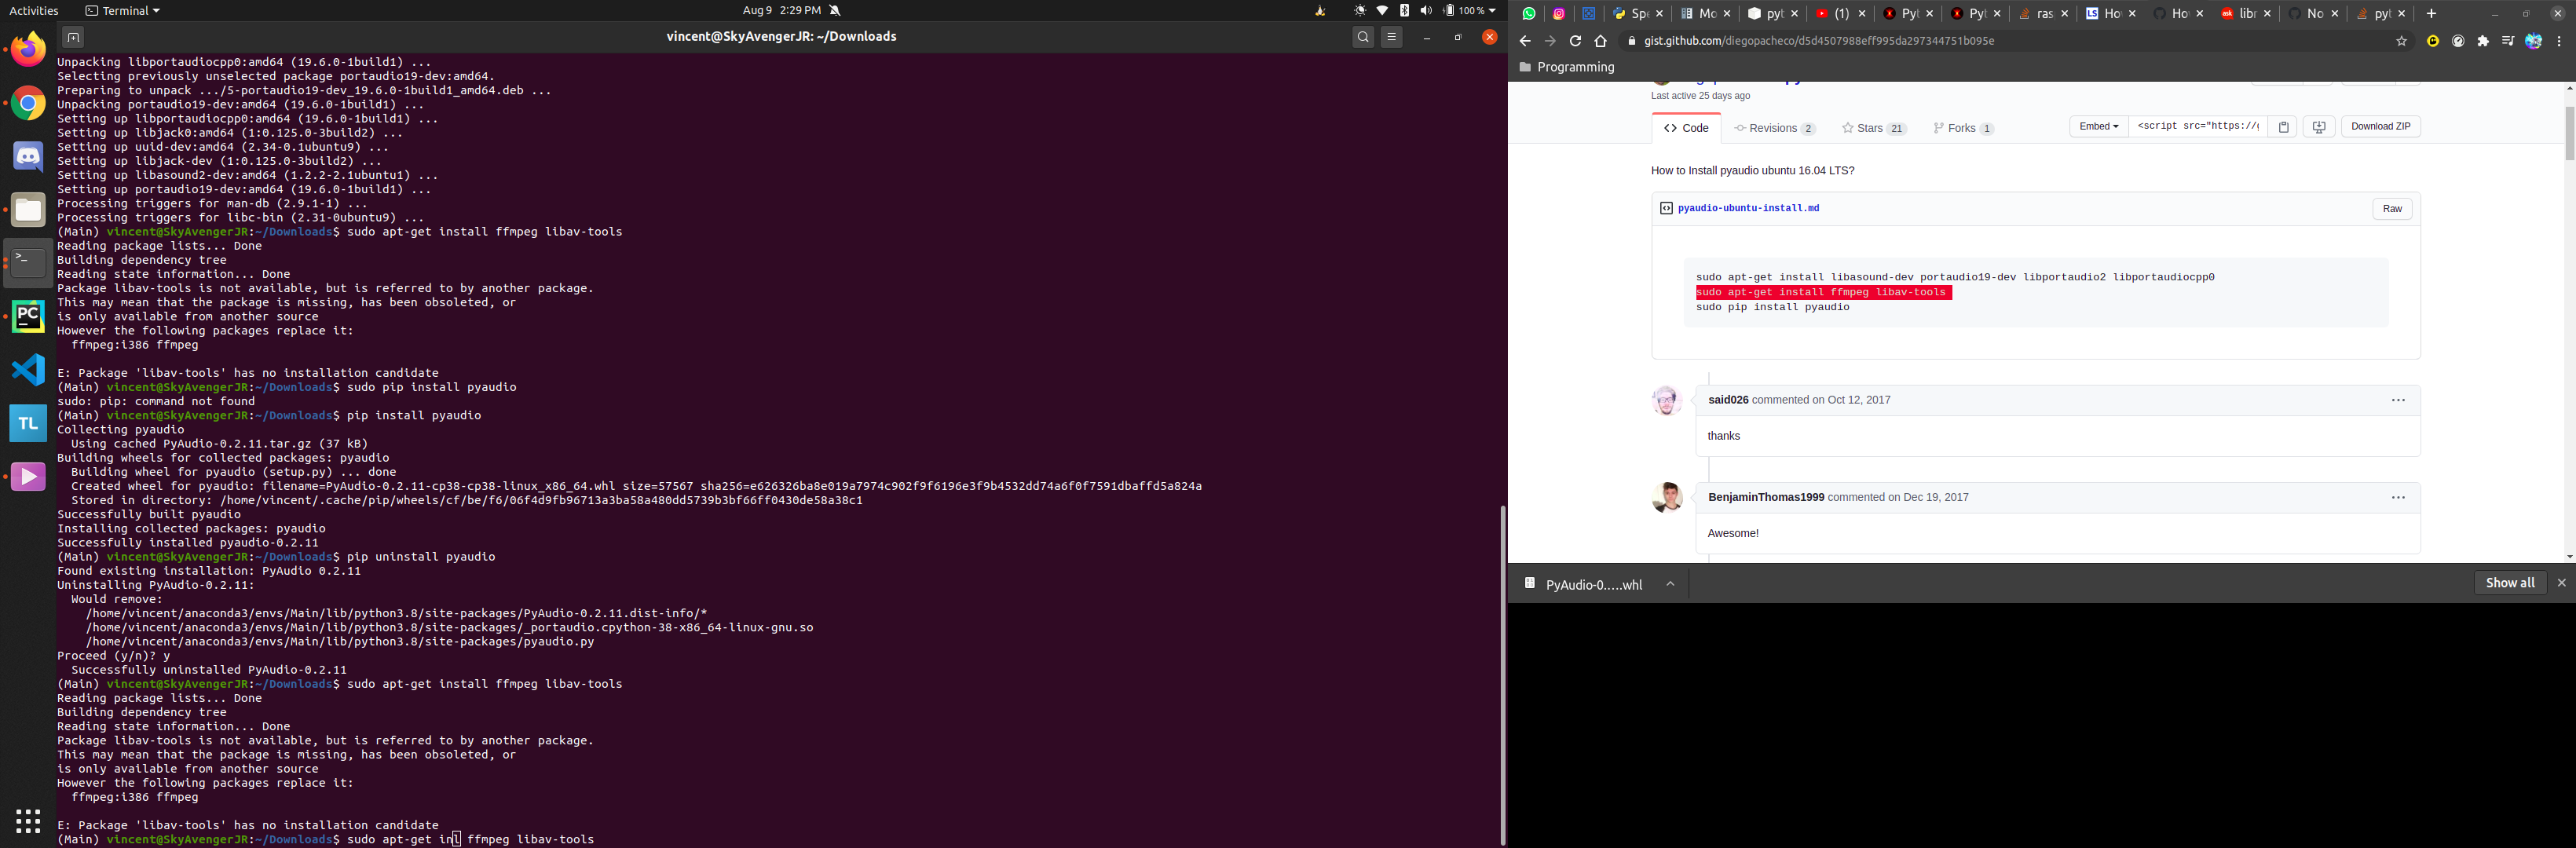 Activities
Terminal
Aug 9 2:29 PM
100 %
vincent@SkyAvengerJR: ~/Downloads
Unpacking libportaudiocpp0:amd64 (19.6.0-1build1) ...
Selecting previously unselected package portaudio19-dev:amd64.
Preparing to unpack .../5-portaudio19-dev_19.6.0-1build1_amd64.deb ...
Unpacking portaudio19-dev:amd64 (19.6.0-1build1) ...
Setting up libportaudiocpp0:amd64 (19.6.0-1build1) ...
Setting up libjack0:amd64 (1:0.125.0-3build2) ...
Setting up uuid-dev:amd64 (2.34-0.1ubuntu9) ...
Setting up libjack-dev (1:0.125.0-3build2) ...
Setting up libasound2-dev:amd64 (1.2.2-2.1ubuntu1) ...
Setting up portaudio19-dev:amd64 (19.6.0-1build1) ...
Processing triggers for man-db (2.9.1-1) ...
Processing triggers for libc-bin (2.31-0ubuntu9) ...
(Main) vincent@SkyAvengerJR:~/Downloads$ sudo apt-get install ffmpeg libav-tools
Reading package lists... Done
Building dependency tree
Reading state information... Done
Package libav-tools is not available, but is referred to by another package.
This may mean that the package is missing, has been obsoleted, or
is only available from another source
However the following packages replace it:
ffmpeg:i386 ffmpeg
E: Package 'libav-tools' has no installation candidate
(Main) vincent@SkyAvengerJR:~/Downloads$ sudo pip install pyaudio
sudo: pip: command not found
(Main) vincent@SkyAvengerJR:~/Downloads$ pip install pyaudio
Collecting pyaudio
Using cached PyAudio-0.2.11.tar.gz (37 kB)
Building wheels for collected packages: pyaudio
Building wheel for pyaudio (setup.py) ... done
Created wheel for pyaudio: filename=PyAudio-0.2.11-cp38-cp38-linux_x86_64.whl size=57567 sha256=e626326ba8e019a7974c902f9f6196e3f9b4532dd74a6f0f7591dbaffd5a824a
Stored in directory: /home/vincent/.cache/pip/wheels/cf/be/f6/06f4d9fb96713a3ba58a480dd5739b3bf66ff0430de58a38c1
Successfully built pyaudio
Installing collected packages: pyaudio
Successfully installed pyaudio-0.2.11
(Main) vincent@SkyAvengerJR:~/Downloads$ pip uninstall pyaudio
Found existing installation: PyAudio 0.2.11
Uninstalling PyAudio-0.2.11:
Would remove:
/home/vincent/anaconda3/envs/Main/lib/python3.8/site-packages/PyAudio-0.2.11.dist-info/*
/home/vincent/anaconda3/envs/Main/lib/python3.8/site-packages/_portaudio.cpython-38-x86_64-linux-gnu.so
/home/vincent/anaconda3/envs/Main/lib/python3.8/site-packages/pyaudio.py
Proceed (y/n)? y
Successfully uninstalled PyAudio-0.2.11
(Main) vincent@SkyAvengerJR:~/Downloads$ sudo apt-get install ffmpeg libav-tools
Reading package lists... Done
Building dependency tree
Reading state information... Done
Package libav-tools is not available, but is referred to by another package.
This may mean that the package is missing, has been obsoleted, or
is only available from another source
However the following packages replace it:
ffmpeg:i386 ffmpeg
E: Package 'libav-tools' has no installation candidate
(Main) vincent@SkyAvengerJR:~/Downloads$ sudo apt-get inl ffmpeg libav-tools
PC
TL
Spe
Mo
pyt
(1)
Pyt
Pyt
ras
LS
Ho
Ho
ask
libr
No
pyt
gist.github.com/diegopacheco/d5d4507988eff995da297344751b095e
Programming
Last active 25 days ago
Code
Revisions 2
Stars 21
Forks 1
Embed
<script src="https://g
Download ZIP
How to Install pyaudio ubuntu 16.04 LTS?
pyaudio-ubuntu-install.md
Raw
sudo apt-get install libasound-dev portaudio19-dev libportaudio2 libportaudiocpp0
sudo apt-get install ffmpeg libav-tools
sudo pip install pyaudio
said026 commented on Oct 12, 2017
thanks
BenjaminThomas1999 commented on Dec 19, 2017
Awesome!
PyAudio-0.....whl
Show all